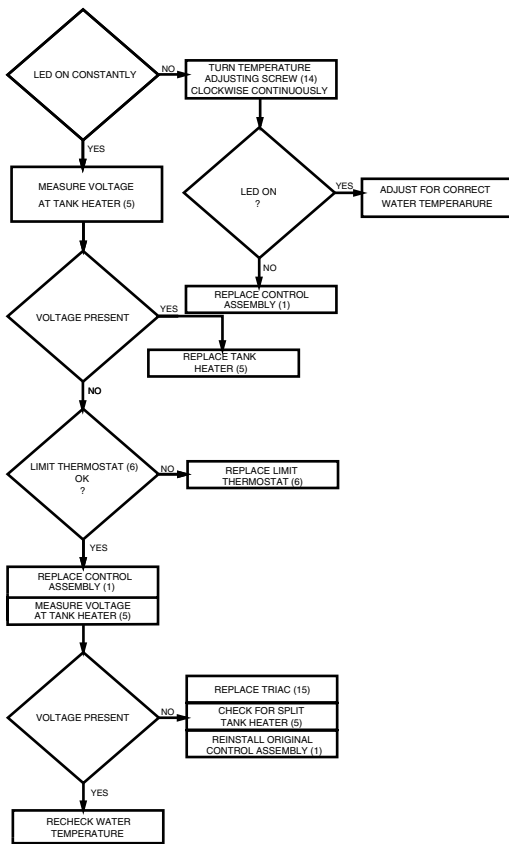 LED ON CONSTANTLY
NO
TURN TEMPERATURE
ADJUSTING SCREW (14)
CLOCKWISE CONTINUOUSLY
YES
MEASURE VOLTAGE
AT TANK HEATER (5)
LED ON
?
YES
ADJUST FOR CORRECT
WATER TEMPERARURE
NO
REPLACE CONTROL
ASSEMBLY (1)
VOLTAGE PRESENT
YES
REPLACE TANK
HEATER (5)
NO
LIMIT THERMOSTAT (6)
OK
?
NO
REPLACE LIMIT
THERMOSTAT (6)
YES
REPLACE CONTROL
ASSEMBLY (1)
MEASURE VOLTAGE
AT TANK HEATER (5)
VOLTAGE PRESENT
NO
REPLACE TRIAC (15)
CHECK FOR SPLIT
TANK HEATER (5)
REINSTALL ORIGINAL
CONTROL ASSEMBLY (1)
YES
RECHECK WATER
TEMPERATURE